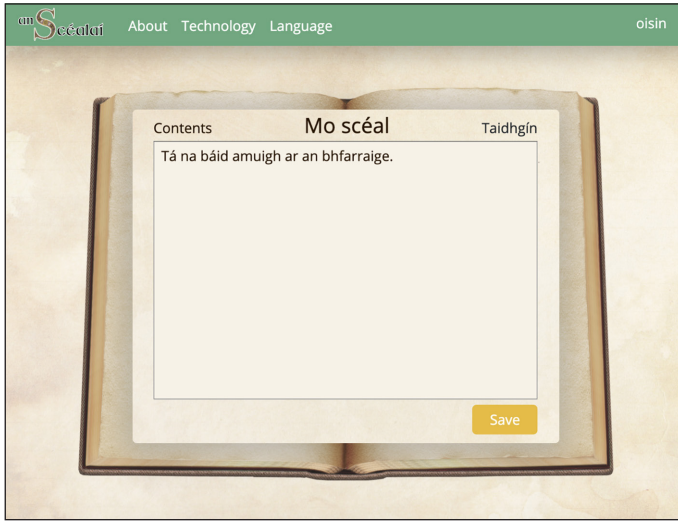 an Scéalaí About Technology Language oisin
Contents Mo scéal Taidhgín
Tá na báid amuigh ar an bhfarraige.
Save